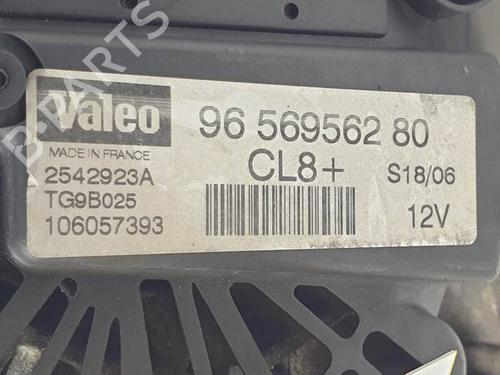 B-PARTS
Valeo
96 569562 80
MADE IN FRANCE
CL8+
S18/06
2542923A
TG9B025
12V
106057393